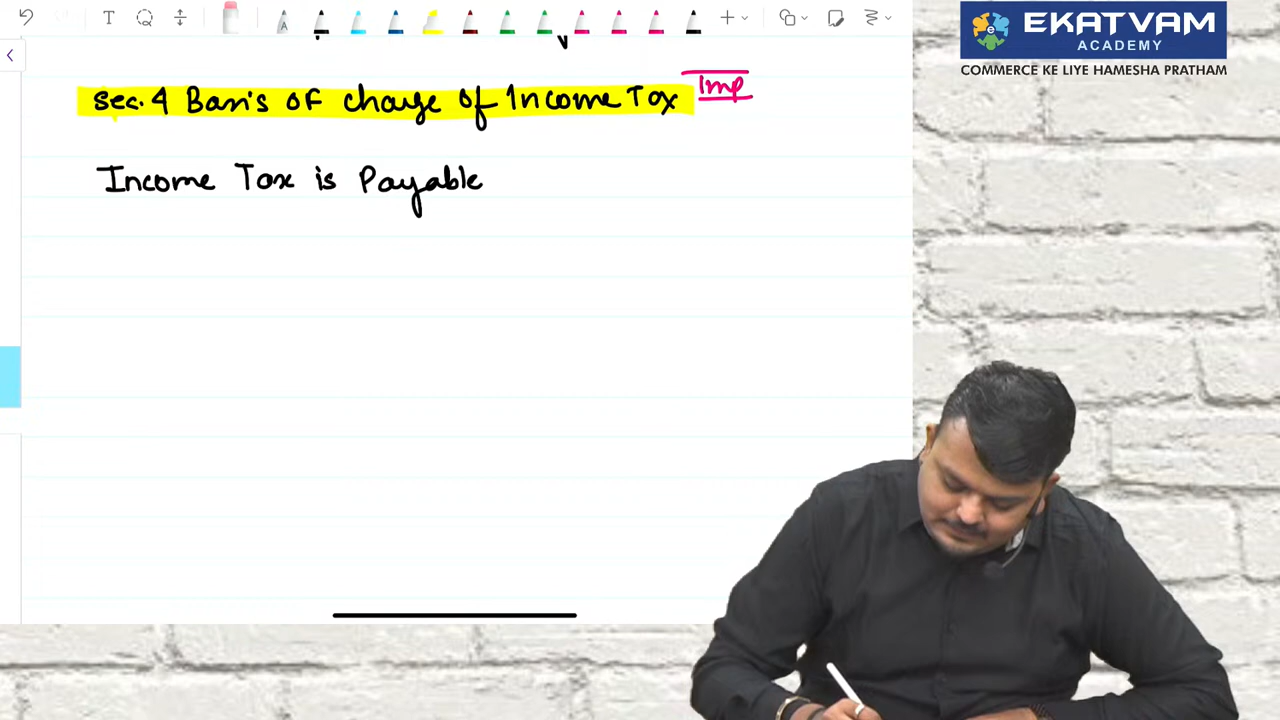 EKATVAM
ACADEMY
COMMERCE KE LIYE HAMESHA PRATHAM
Sec. 4 Basis of charge of Income Tax Imp
Income Tax is Payable